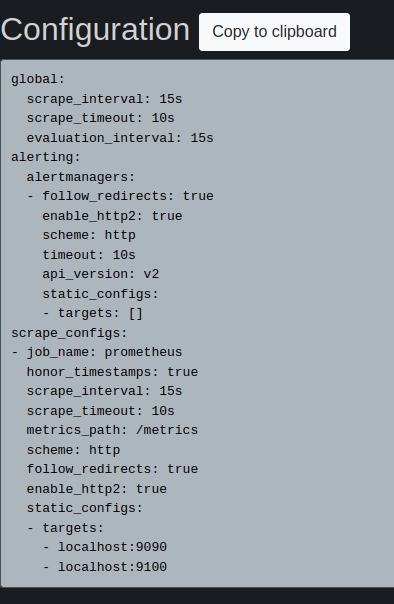 Configuration Copy to clipboard
global:
  scrape_interval: 15s
  scrape_timeout: 10s
  evaluation_interval: 15s
alerting:
  alertmanagers:
  - follow_redirects: true
    enable_http2: true
    scheme: http
    timeout: 10s
    api_version: v2
    static_configs:
    - targets: []
scrape_configs:
- job_name: prometheus
  honor_timestamps: true
  scrape_interval: 15s
  scrape_timeout: 10s
  metrics_path: /metrics
  scheme: http
  follow_redirects: true
  enable_http2: true
  static_configs:
  - targets:
    - localhost:9090
    - localhost:9100